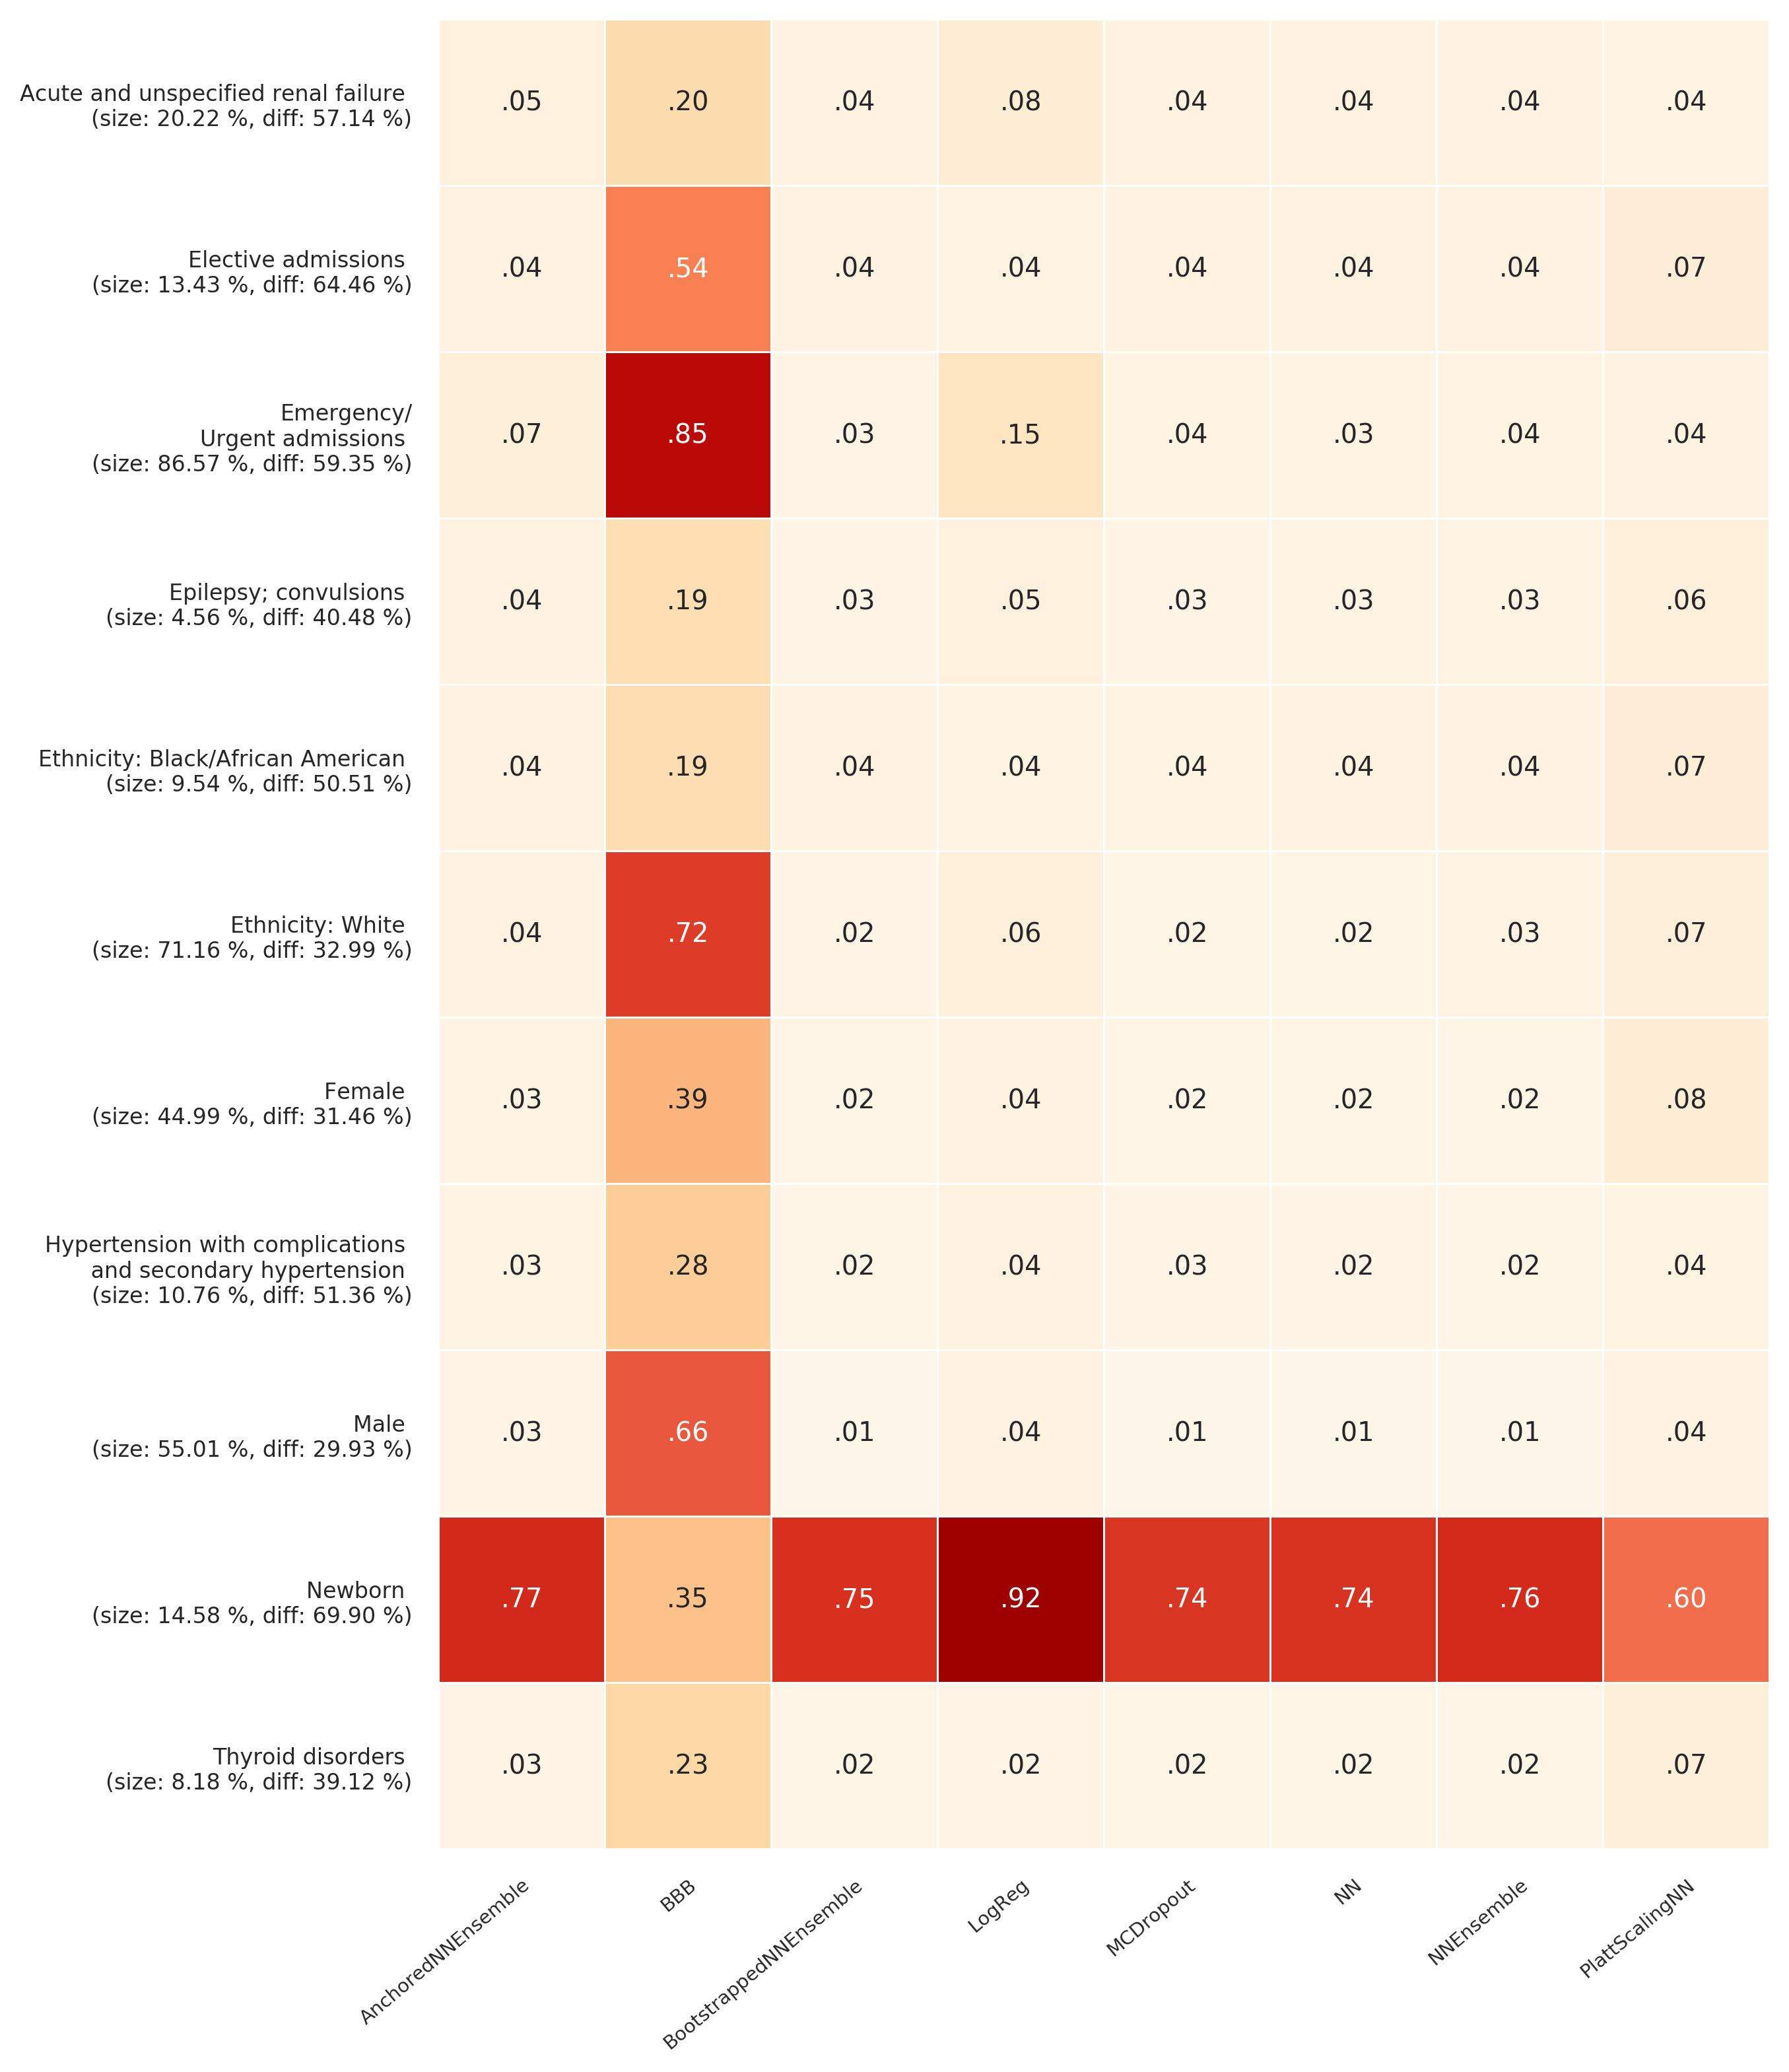 Acute and unspecified renal failure
(size: 20.22 %, diff: 57.14 %)
.05 .20 .04 .08 .04 .04 .04 .04
Elective admissions
(size: 13.43 %, diff: 64.46 %)
.04 .54 .04 .04 .04 .04 .04 .07
Emergency/
Urgent admissions
(size: 86.57 %, diff: 59.35 %)
.07 .85 .03 .15 .04 .03 .04 .04
Epilepsy; convulsions
(size: 4.56 %, diff: 40.48 %)
.04 .19 .03 .05 .03 .03 .03 .06
Ethnicity: Black/African American
(size: 9.54 %, diff: 50.51 %)
.04 .19 .04 .04 .04 .04 .04 .07
Ethnicity: White
(size: 71.16 %, diff: 32.99 %)
.04 .72 .02 .06 .02 .02 .03 .07
Female
(size: 44.99 %, diff: 31.46 %)
.03 .39 .02 .04 .02 .02 .02 .08
Hypertension with complications
and secondary hypertension
(size: 10.76 %, diff: 51.36 %)
.03 .28 .02 .04 .03 .02 .02 .04
Male
(size: 55.01 %, diff: 29.93 %)
.03 .66 .01 .04 .01 .01 .01 .04
Newborn
(size: 14.58 %, diff: 69.90 %)
.77 .35 .75 .92 .74 .74 .76 .60
Thyroid disorders
(size: 8.18 %, diff: 39.12 %)
.03 .23 .02 .02 .02 .02 .02 .07
AnchoredNNEnsemble
BBB
BootstrappedNNEnsemble
LogReg
MCDropout
NN
NNEnsemble
PlattScalingNN